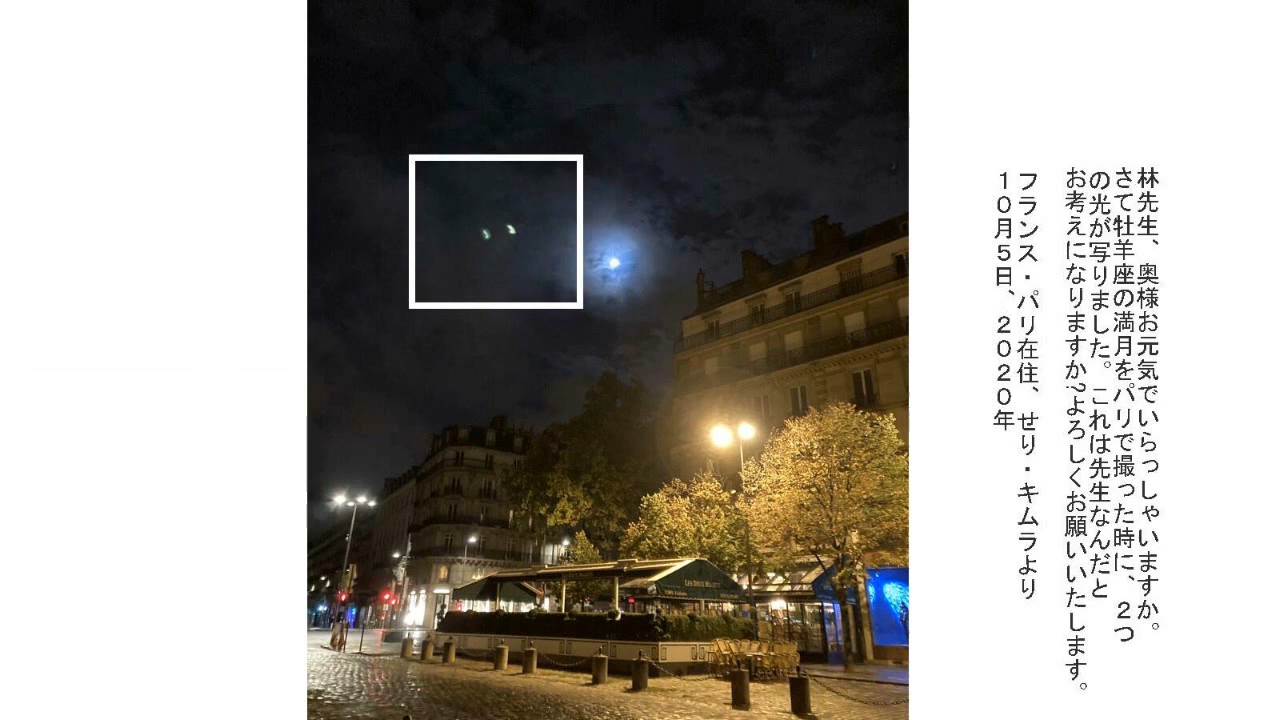 林先生、奥様お元気でいらっしゃいますか。
さて牡羊座の満月をパリで撮った時に、２つ
の光が写りました。これは先生なんだと
お考えになりますか?よろしくお願いいたします。
フランス・パリ在住、せり・キムラより
１０月５日、２０２０年
LES DEUX MAGOTS